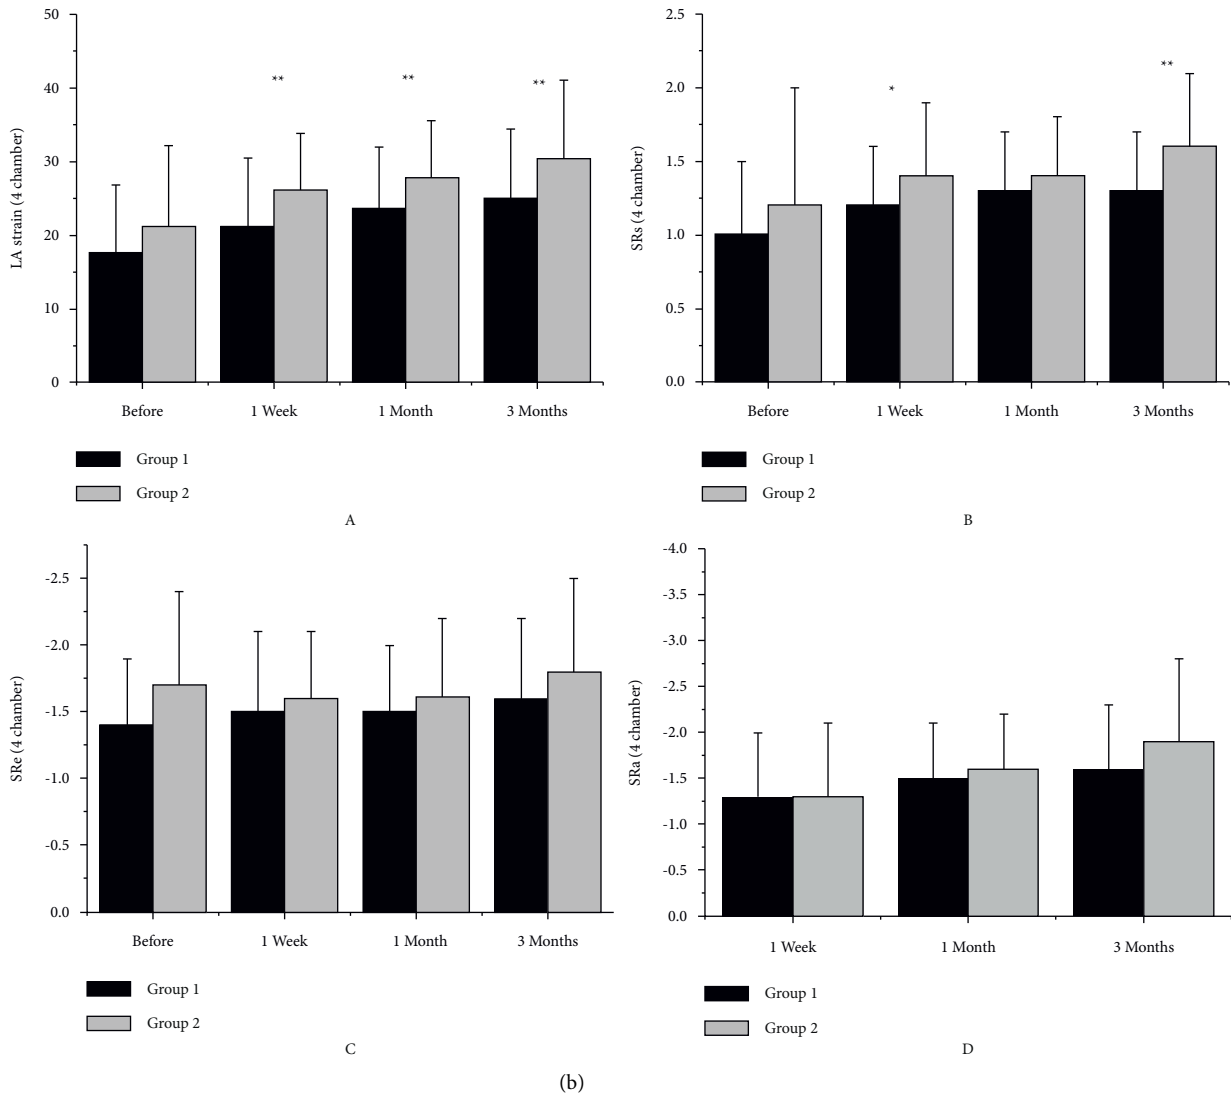 50
40
30
20
10
0
LA strain (4 chamber)
**
**
**
Before
1 Week
1 Month
3 Months
Group 1
Group 2
A
2.5
2.0
1.5
1.0
0.5
0.0
SRs (4 chamber)
*
**
Before
1 Week
1 Month
3 Months
Group 1
Group 2
B
-2.5
-2.0
-1.5
-1.0
-0.5
0.0
SRe (4 chamber)
Before
1 Week
1 Month
3 Months
Group 1
Group 2
C
-4.0
-3.5
-3.0
-2.5
-2.0
-1.5
-1.0
-0.5
0.0
SRa (4 chamber)
1 Week
1 Month
3 Months
Group 1
Group 2
D
(b)